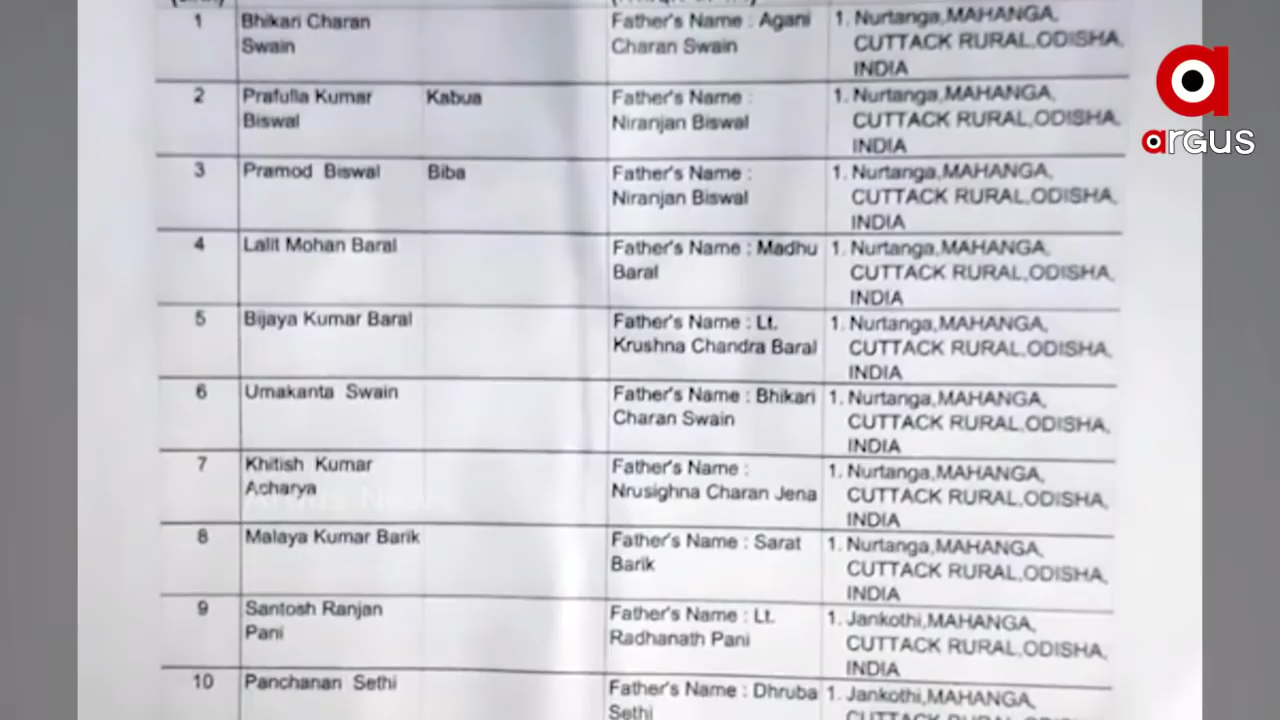 1 Bhikari Charan Swain Father's Name : Agani Charan Swain 1. Nurtanga,MAHANGA, CUTTACK RURAL,ODISHA, INDIA
2 Prafulla Kumar Biswal Kabua Father's Name : Niranjan Biswal 1. Nurtanga,MAHANGA, CUTTACK RURAL,ODISHA, INDIA
3 Pramod Biswal Biba Father's Name : Niranjan Biswal 1. Nurtanga,MAHANGA, CUTTACK RURAL,ODISHA, INDIA
4 Lalit Mohan Baral Father's Name : Madhu Baral 1. Nurtanga,MAHANGA, CUTTACK RURAL,ODISHA, INDIA
5 Bijaya Kumar Baral Father's Name : Lt. Krushna Chandra Baral 1. Nurtanga,MAHANGA, CUTTACK RURAL,ODISHA, INDIA
6 Umakanta Swain Father's Name : Bhikari Charan Swain 1. Nurtanga,MAHANGA, CUTTACK RURAL,ODISHA, INDIA
7 Khitish Kumar Acharya Father's Name : Nrusighna Charan Jena 1. Nurtanga,MAHANGA, CUTTACK RURAL,ODISHA, INDIA
8 Malaya Kumar Barik Father's Name : Sarat Barik 1. Nurtanga,MAHANGA, CUTTACK RURAL,ODISHA, INDIA
9 Santosh Ranjan Pani Father's Name : Lt. Radhanath Pani 1. Jankothi,MAHANGA, CUTTACK RURAL,ODISHA, INDIA
10 Panchanan Sethi Father's Name : Dhruba Sethi 1. Jankothi,MAHANGA, CUTTACK RURAL,ODISHA,
argus